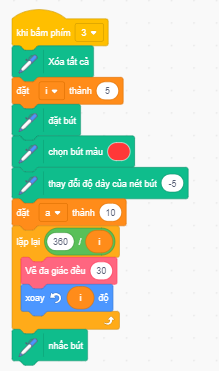 khi bấm phím 3
Xóa tất cả
đặt i thành 5
đặt bút
chọn bút màu
thay đổi độ dày của nét bút -5
đặt a thành 10
lặp lại 360 / i
Vẽ đa giác đều 30
xoay i độ
nhấc bút